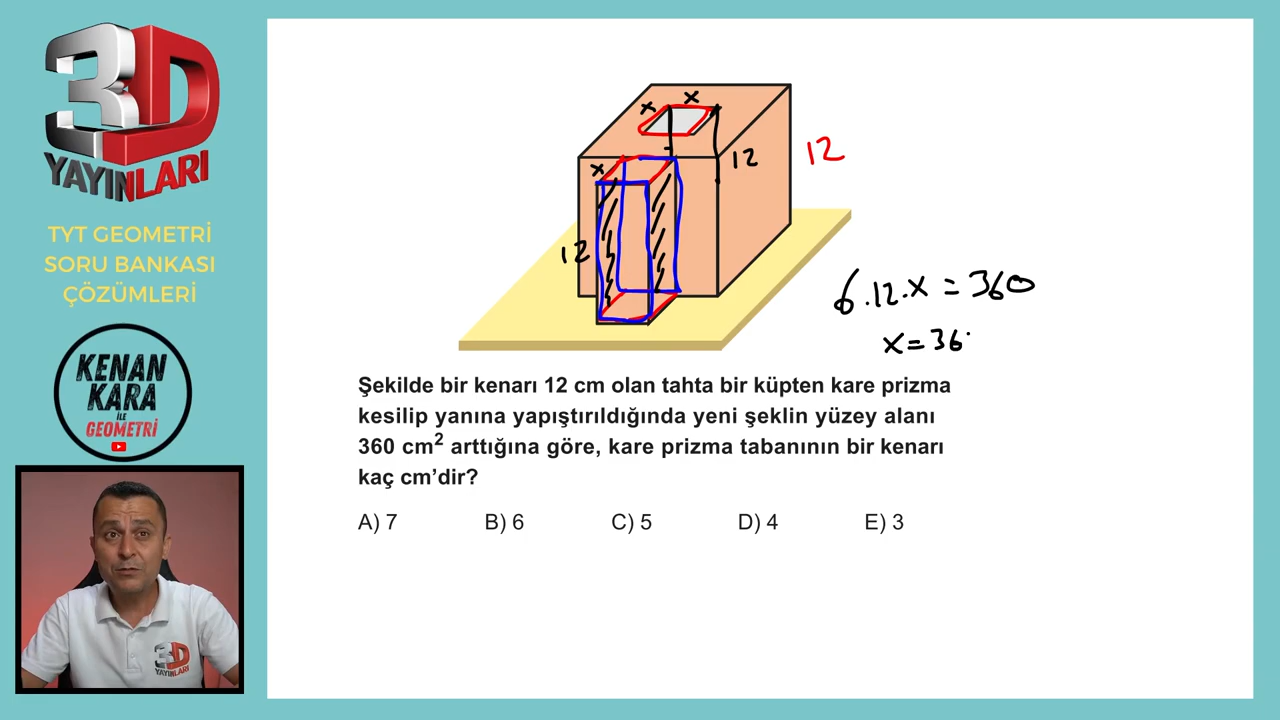 3D
YAYINLARI
TYT GEOMETRİ
SORU BANKASI
ÇÖZÜMLERİ
KENAN
KARA
İLE
GEOMETRİ
3D
YAYINLARI
x
x
12
12
x
12
6.12.x = 360
x = 36
Şekilde bir kenarı 12 cm olan tahta bir küpten kare prizma
kesilip yanına yapıştırıldığında yeni şeklin yüzey alanı
360 cm² arttığına göre, kare prizma tabanının bir kenarı
kaç cm’dir?
A) 7 B) 6 C) 5 D) 4 E) 3